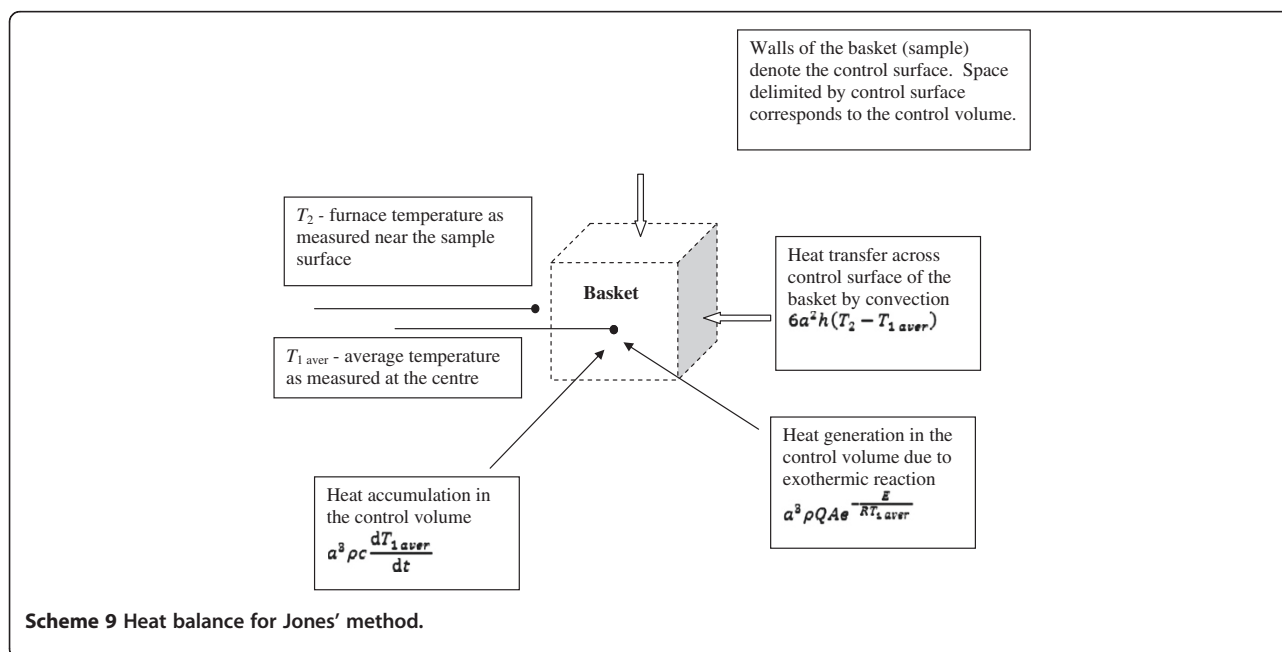 Walls of the basket (sample)
denote the control surface. Space
delimited by control surface
corresponds to the control volume.
T₂ - furnace temperature as
measured near the sample
surface
Basket
Heat transfer across
control surface of the
basket by convection
6a²h(T₂ − T₁ aver)
T₁ aver - average temperature
as measured at the centre
Heat generation in the
control volume due to
exothermic reaction
a³ρQAe^(−E/(RT₁ aver))
Heat accumulation in
the control volume
a³ρc dT₁ aver/dt
Scheme 9 Heat balance for Jones' method.